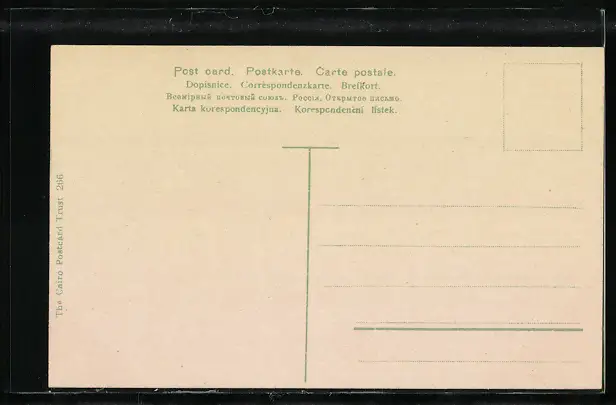 Post card. Postkarte. Carte postale.
Dopisnice. Correspondenzkarte. Brefkort.
Всемірный почтовый союзъ. Россія. Открытое письмо.
Karta korespondencyjna. Korespondenční lístek.
The Cairo Postcard Trust 266